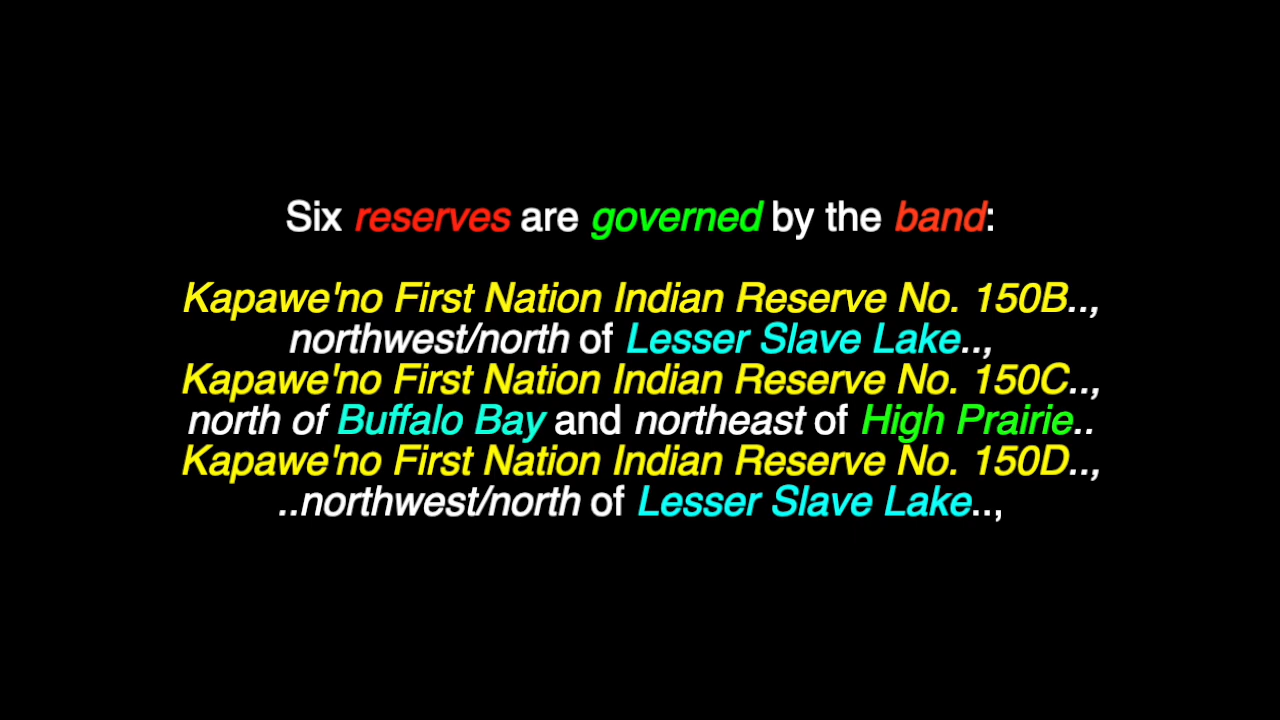 Six reserves are governed by the band:
Kapawe'no First Nation Indian Reserve No. 150B..,
northwest/north of Lesser Slave Lake..,
Kapawe'no First Nation Indian Reserve No. 150C..,
north of Buffalo Bay and northeast of High Prairie..
Kapawe'no First Nation Indian Reserve No. 150D..,
..northwest/north of Lesser Slave Lake..,